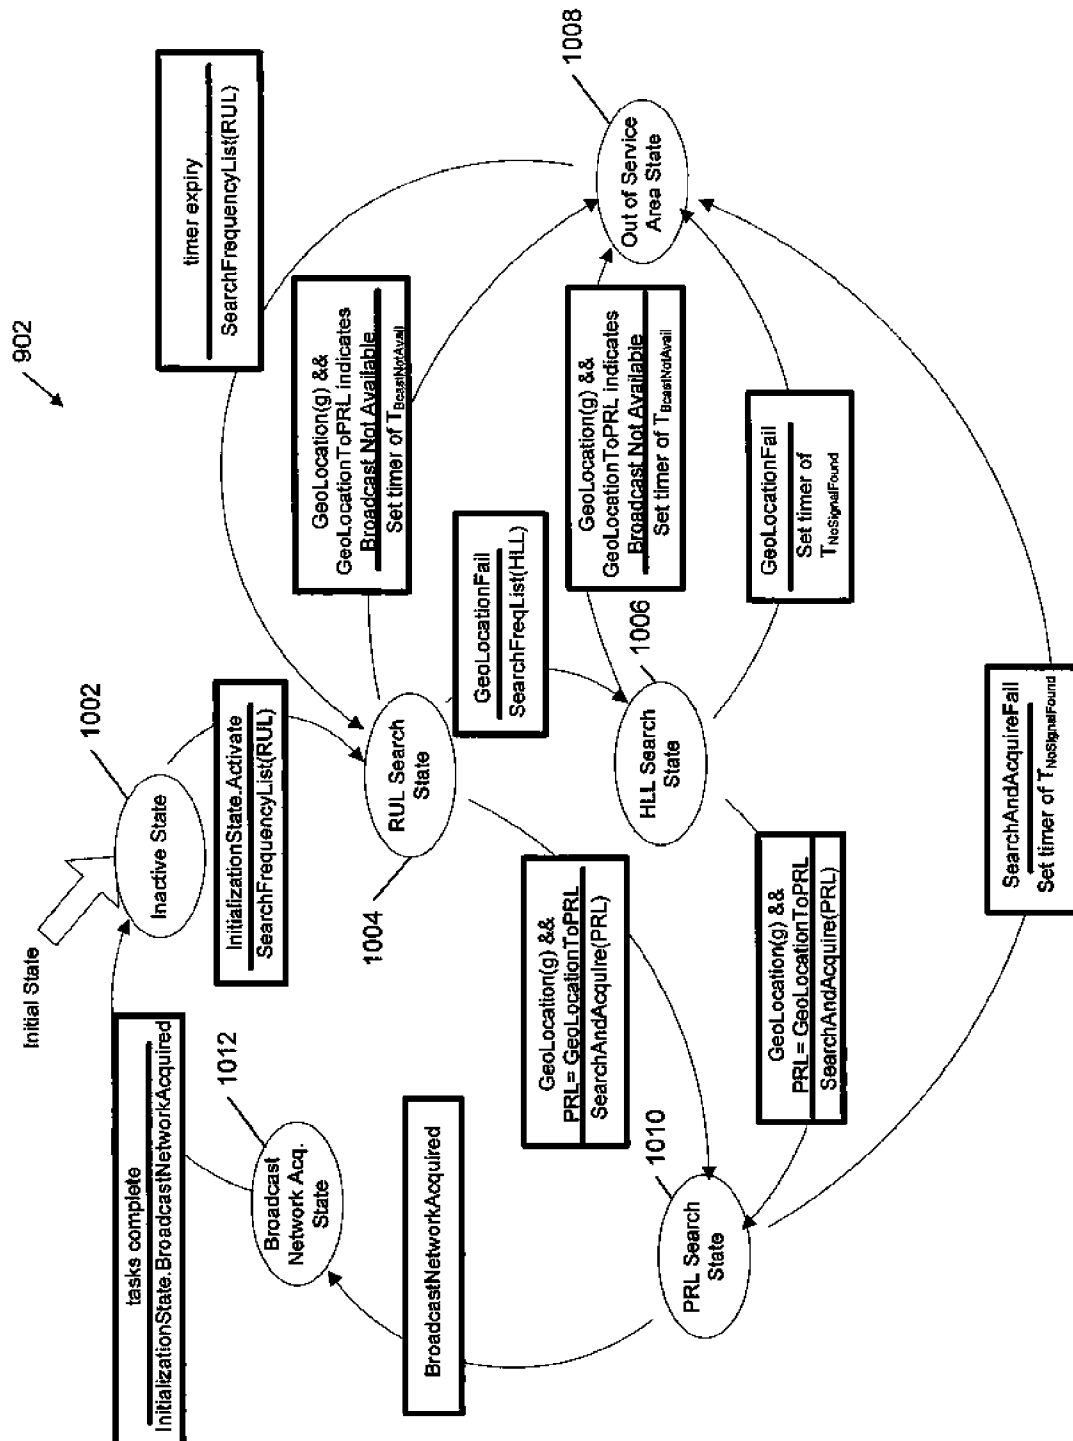 902
Initial State
Inactive State
1002
tasks complete
InitializationState.BroadcastNetworkAcquired
InitializationState.Activate
SearchFrequencyList(RUL)
timer expiry
SearchFrequencyList(RUL)
Broadcast
Network Acq.
State
1012
RUL Search
State
1004
GeoLocation(g) &&
GeoLocationToPRL indicates
Broadcast Not Available
Set timer of TBcastNotAvail
BroadcastNetworkAcquired
GeoLocationFail
SearchFreqList(HLL)
GeoLocation(g) &&
PRL= GeoLocationToPRL
SearchAndAcquire(PRL)
GeoLocation(g) &&
GeoLocationToPRL indicates
Broadcast Not Available
Set timer of TBcastNotAvail
Out of Service
Area State
1008
HLL Search
State
1006
PRL Search
State
1010
GeoLocation(g) &&
PRL= GeoLocationToPRL
SearchAndAcquire(PRL)
GeoLocationFail
Set timer of
TNoSignalFound
SearchAndAcquireFail
Set timer of TNoSignalFound